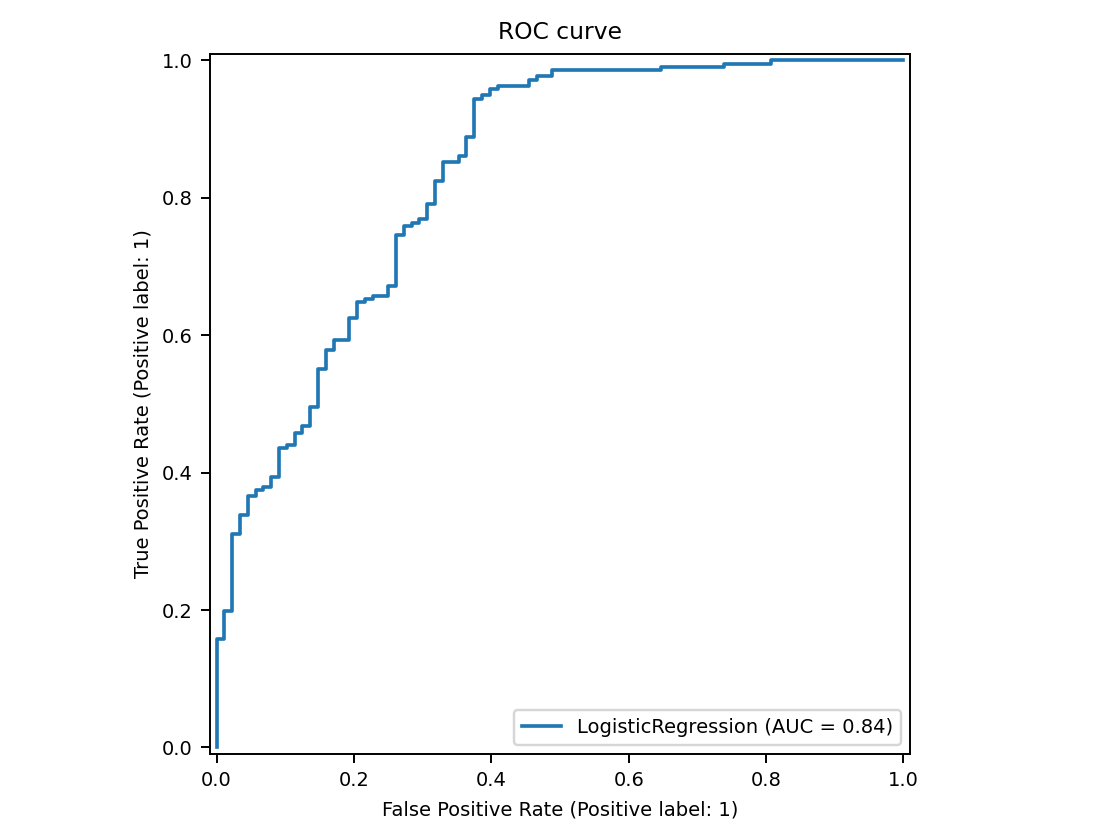 ROC curve
1.0
0.8
0.6
0.4
0.2
0.0
True Positive Rate (Positive label: 1)
LogisticRegression (AUC = 0.84)
0.0 0.2 0.4 0.6 0.8 1.0
False Positive Rate (Positive label: 1)